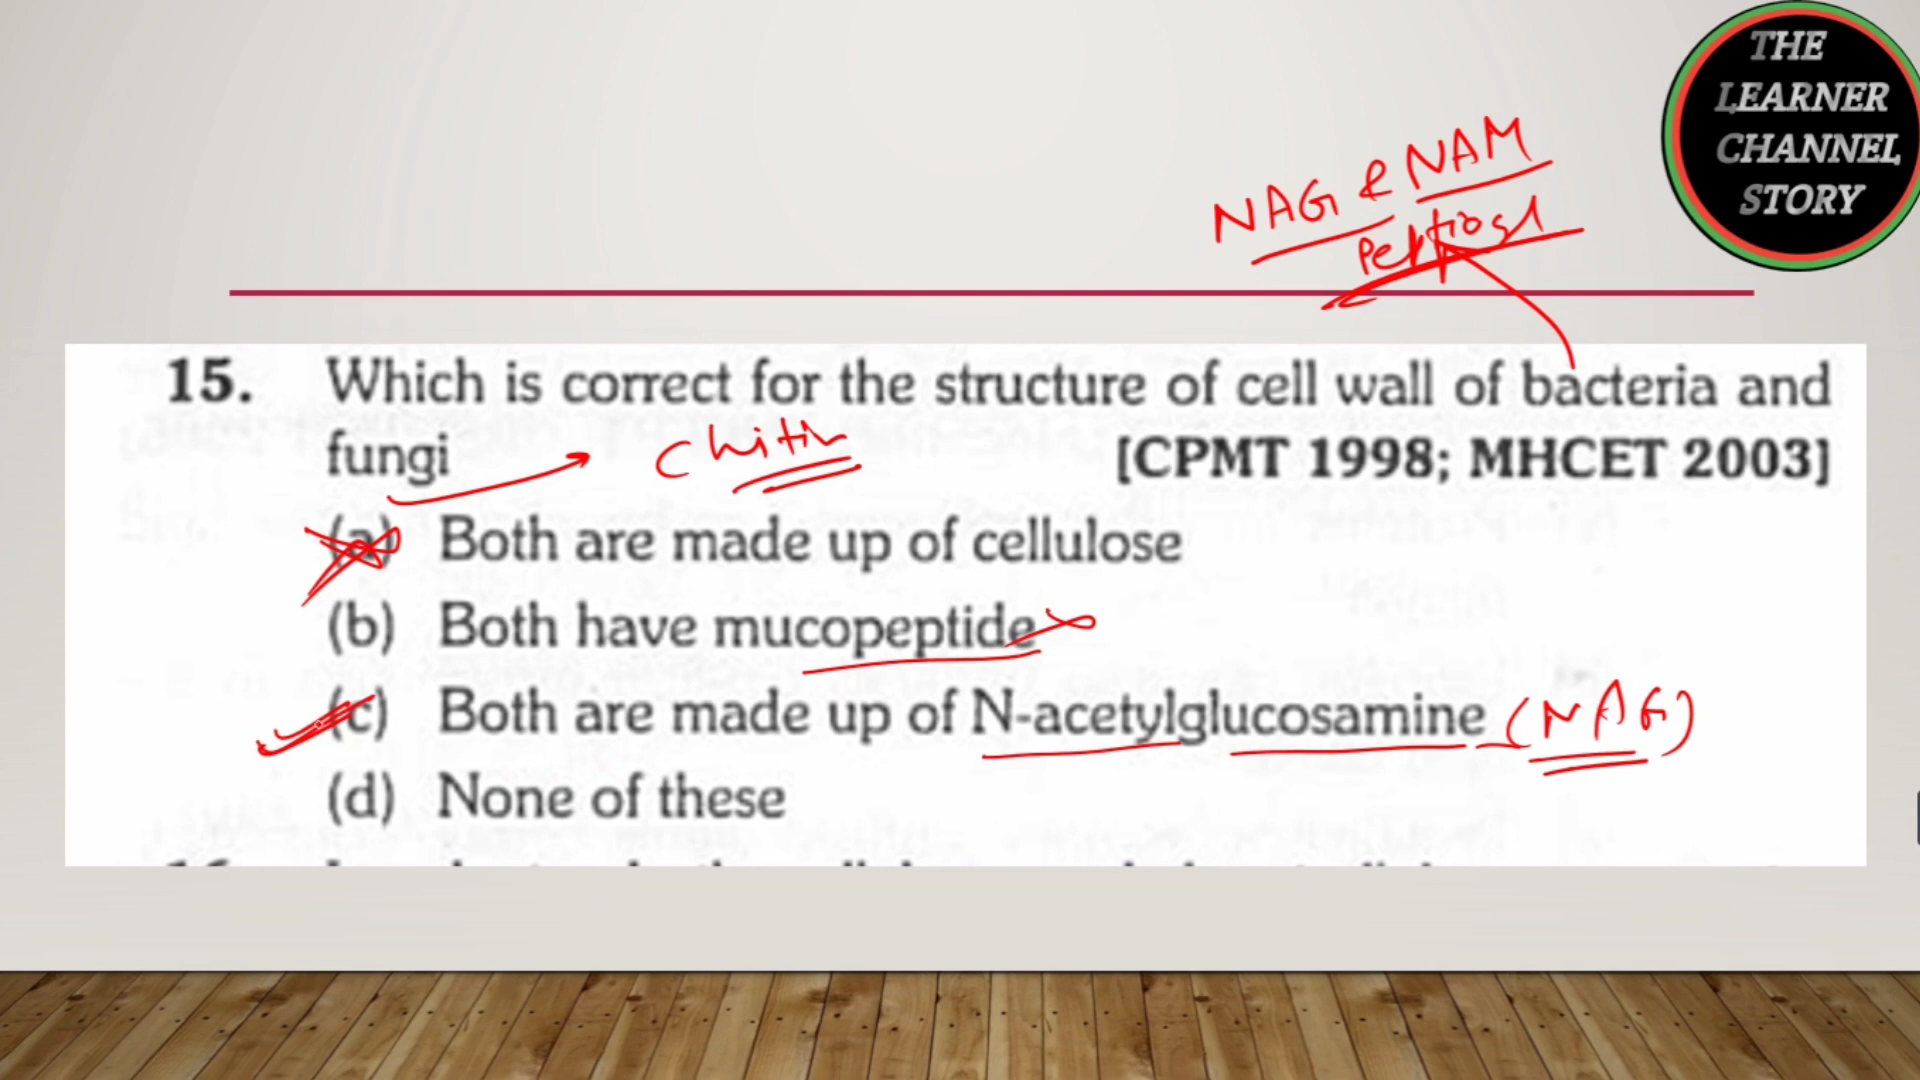 THE
LEARNER
CHANNEL
STORY
NAG & NAM
15. Which is correct for the structure of cell wall of bacteria and
fungi chitin [CPMT 1998; MHCET 2003]
(a) Both are made up of cellulose
(b) Both have mucopeptide
(c) Both are made up of N-acetylglucosamine (NAG)
(d) None of these